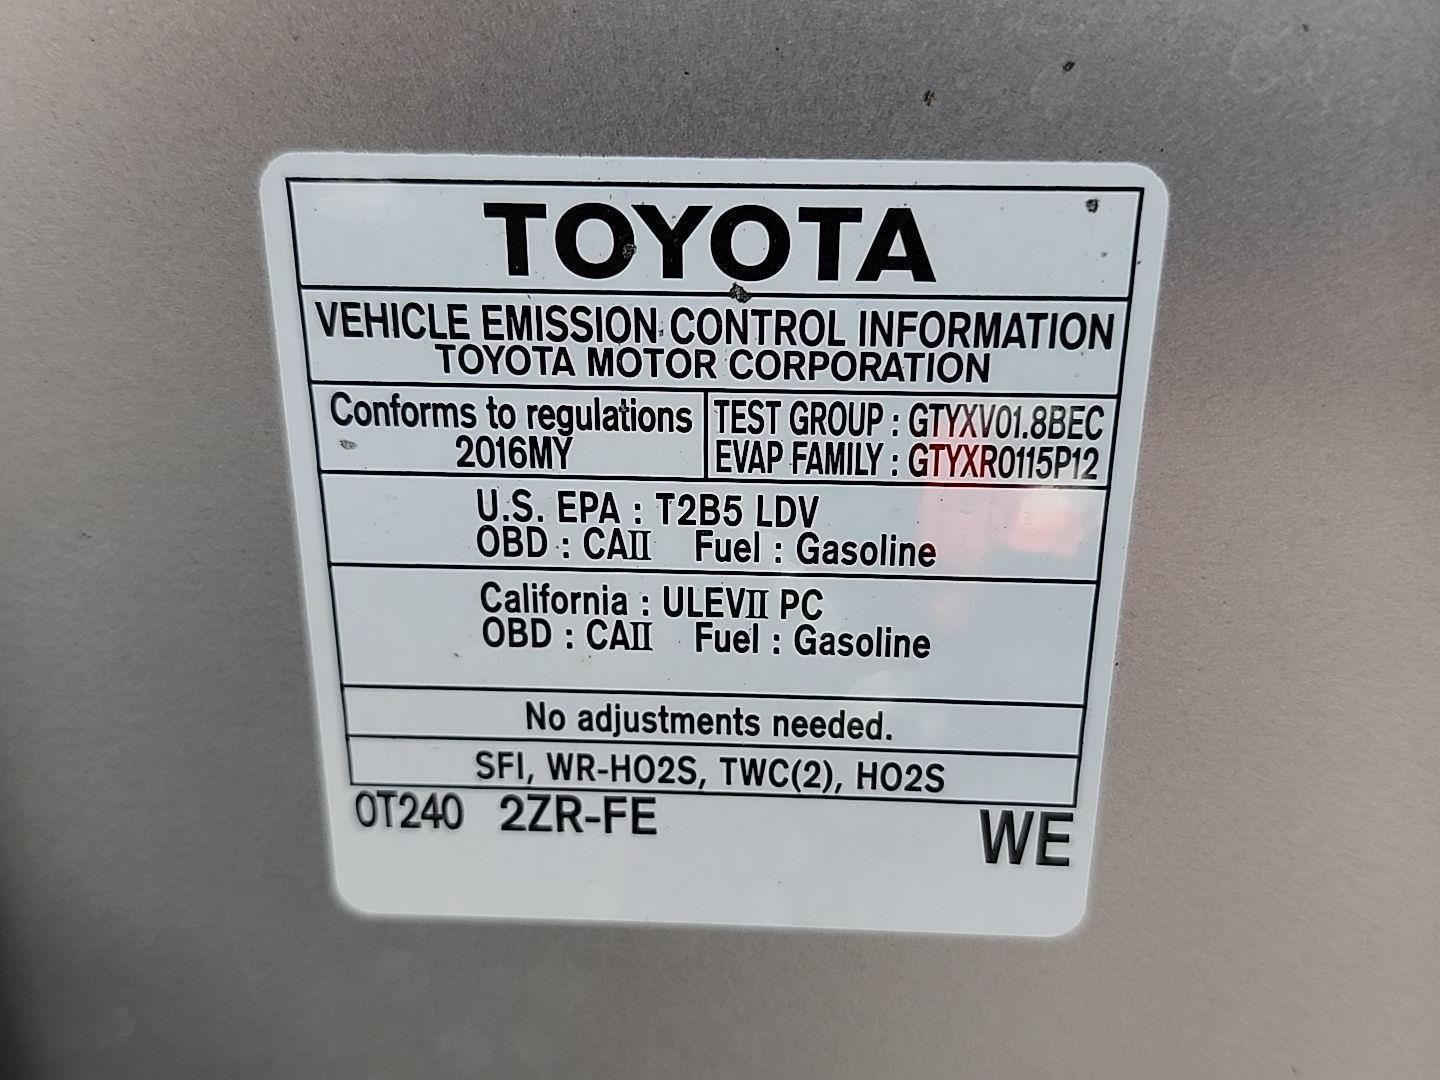 TOYOTA
VEHICLE EMISSION CONTROL INFORMATION
TOYOTA MOTOR CORPORATION
Conforms to regulations
2016MY
TEST GROUP : GTYXV01.8BEC
EVAP FAMILY : GTYXR0115P12
U.S. EPA : T2B5 LDV
OBD : CAII Fuel : Gasoline
California : ULEVII PC
OBD : CAII Fuel : Gasoline
No adjustments needed.
SFI, WR-HO2S, TWC(2), HO2S
0T240 2ZR-FE WE